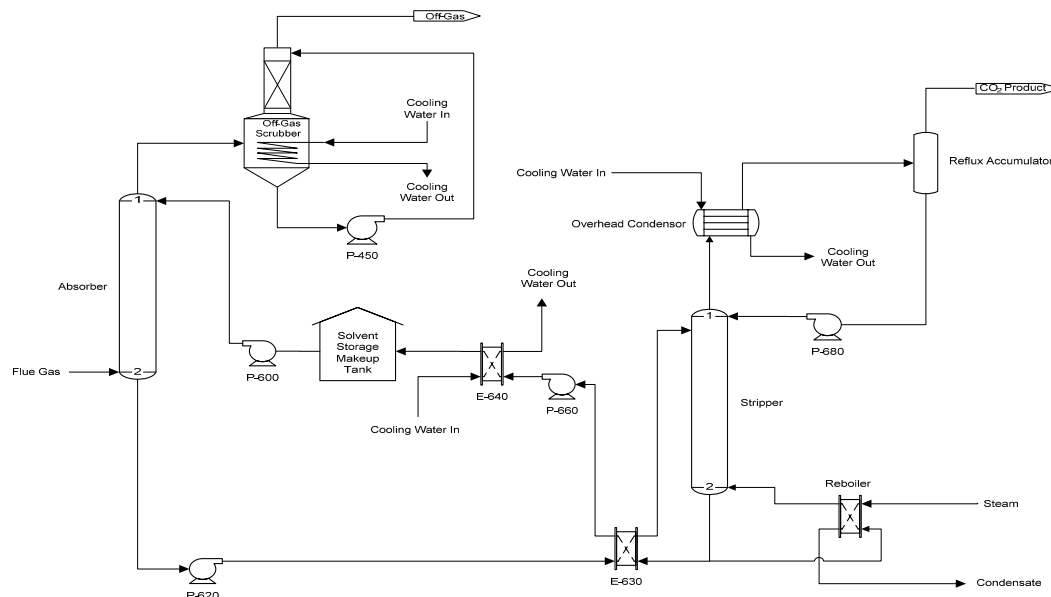 Off-Gas
CO2 Product
Cooling
Water In
Off-Gas
Scrubber
Reflux Accumulator
Cooling Water In
Cooling
Water Out
1
Overhead Condensor
P-450
Cooling
Water Out
Cooling
Water Out
Absorber
1
P-680
Solvent
Storage
Makeup
Tank
Flue Gas
2
P-600
E-640
P-660
Stripper
Cooling Water In
2
Reboiler
Steam
E-630
Condensate
P-620